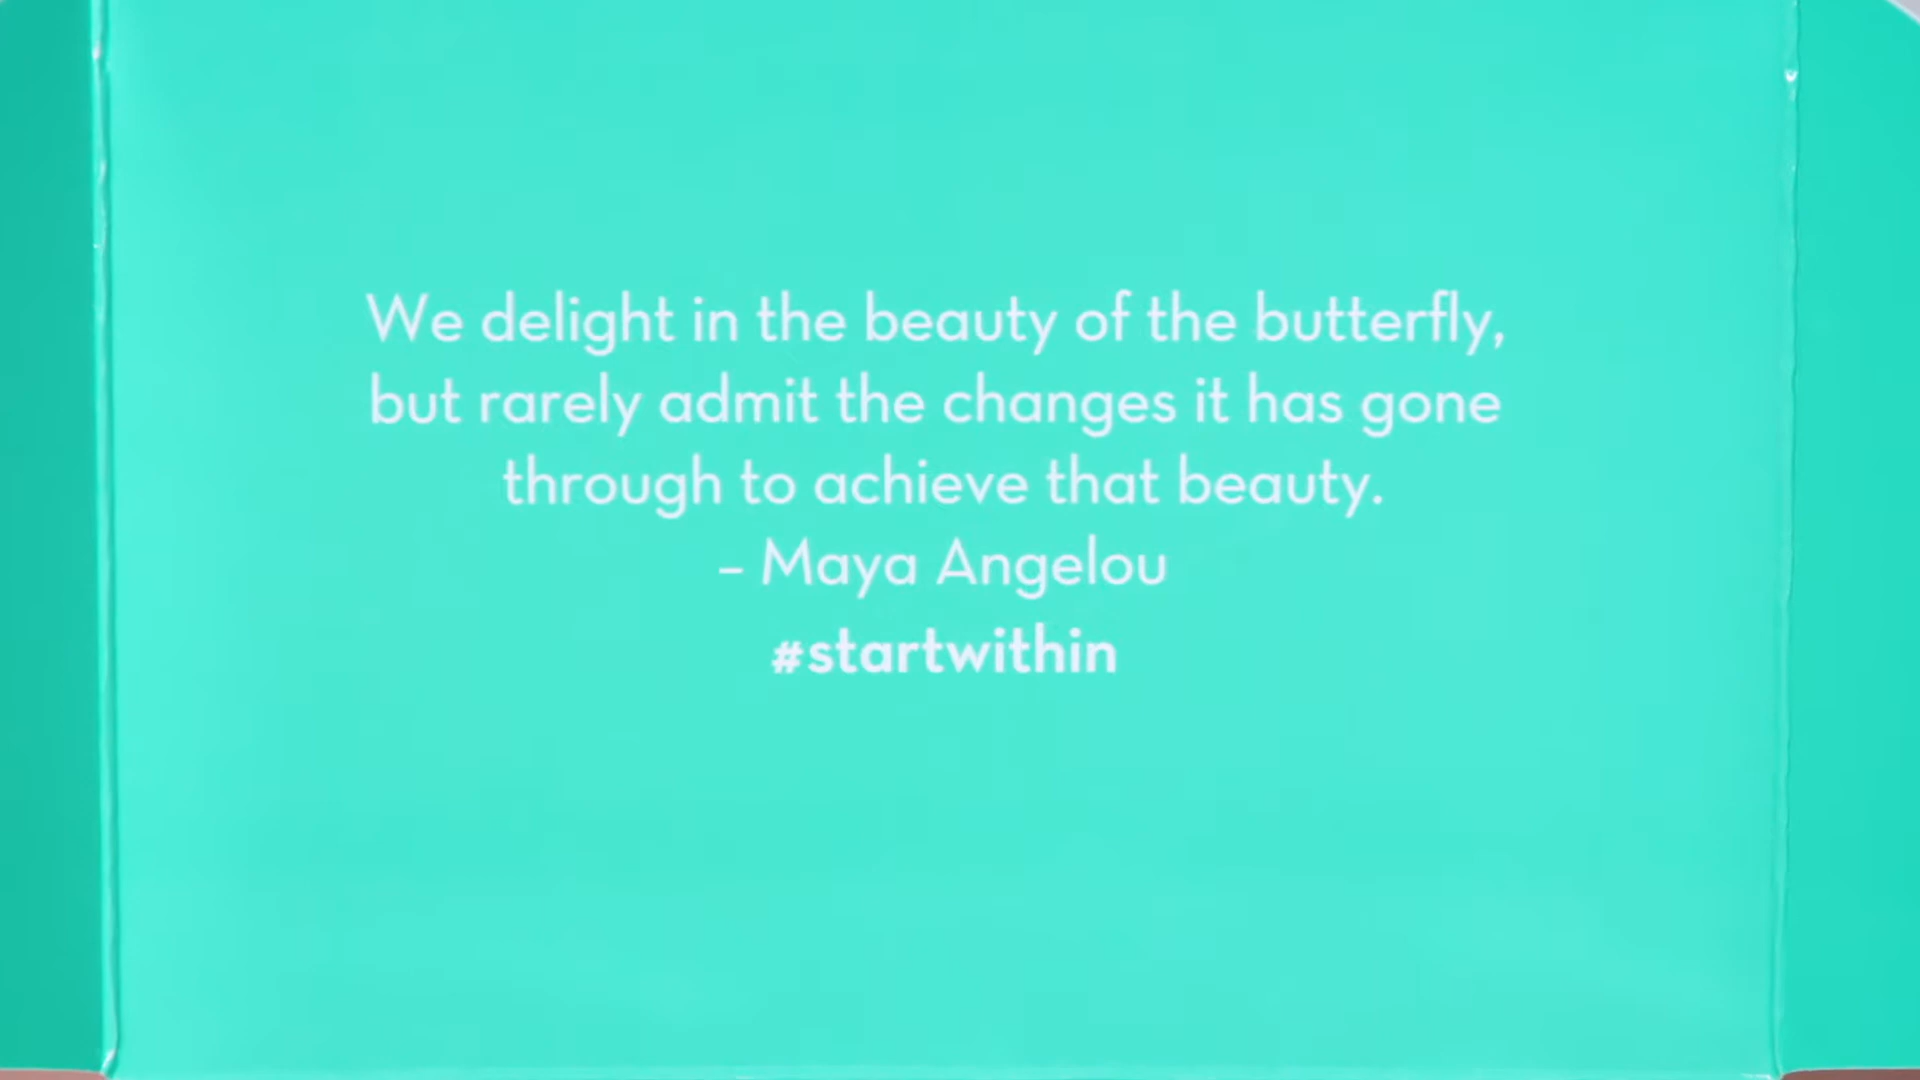 We delight in the beauty of the butterfly,
but rarely admit the changes it has gone
through to achieve that beauty.
– Maya Angelou
#startwithin